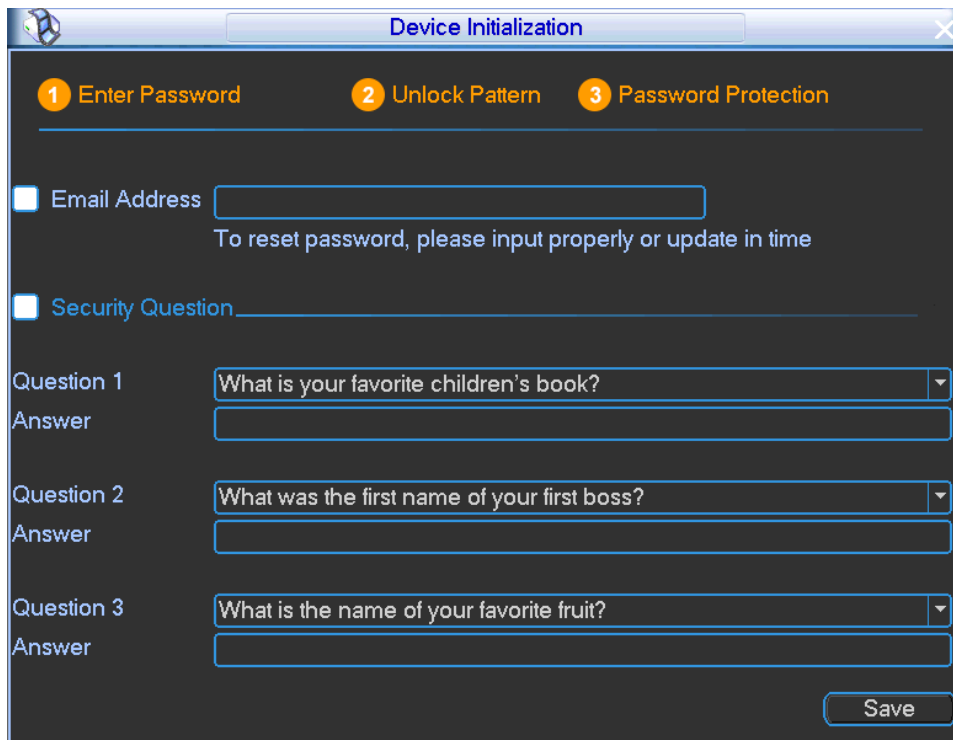 Device Initialization
1 Enter Password 2 Unlock Pattern 3 Password Protection
Email Address
To reset password, please input properly or update in time
Security Question
Question 1 What is your favorite children's book?
Answer
Question 2 What was the first name of your first boss?
Answer
Question 3 What is the name of your favorite fruit?
Answer
Save